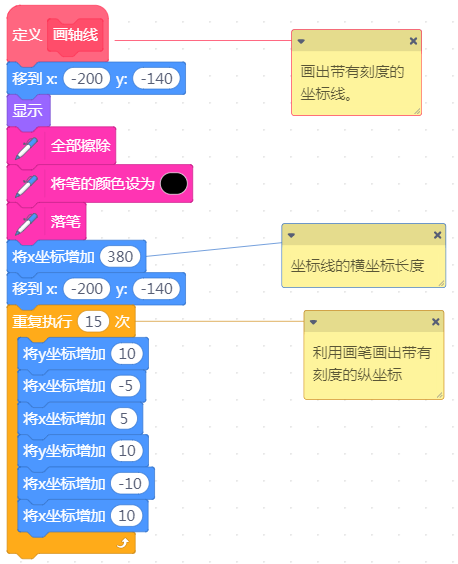 定义 画轴线
画出带有刻度的
坐标线。
移到 x: -200 y: -140
显示
全部擦除
将笔的颜色设为
落笔
将x坐标增加 380
坐标线的横坐标长度
移到 x: -200 y: -140
重复执行 15 次
利用画笔画出带有
刻度的纵坐标
将y坐标增加 10
将x坐标增加 -5
将x坐标增加 5
将y坐标增加 10
将x坐标增加 -10
将x坐标增加 10